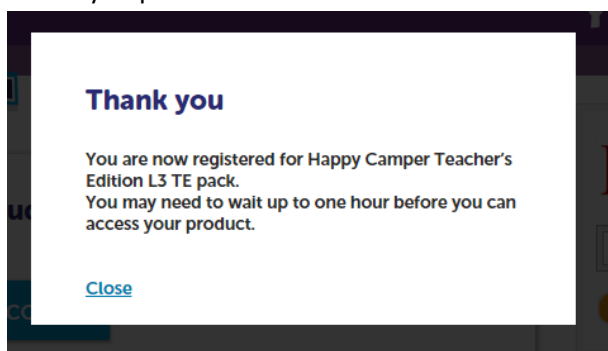 Thank you
You are now registered for Happy Camper Teacher's
Edition L3 TE pack.
You may need to wait up to one hour before you can
access your product.
Close